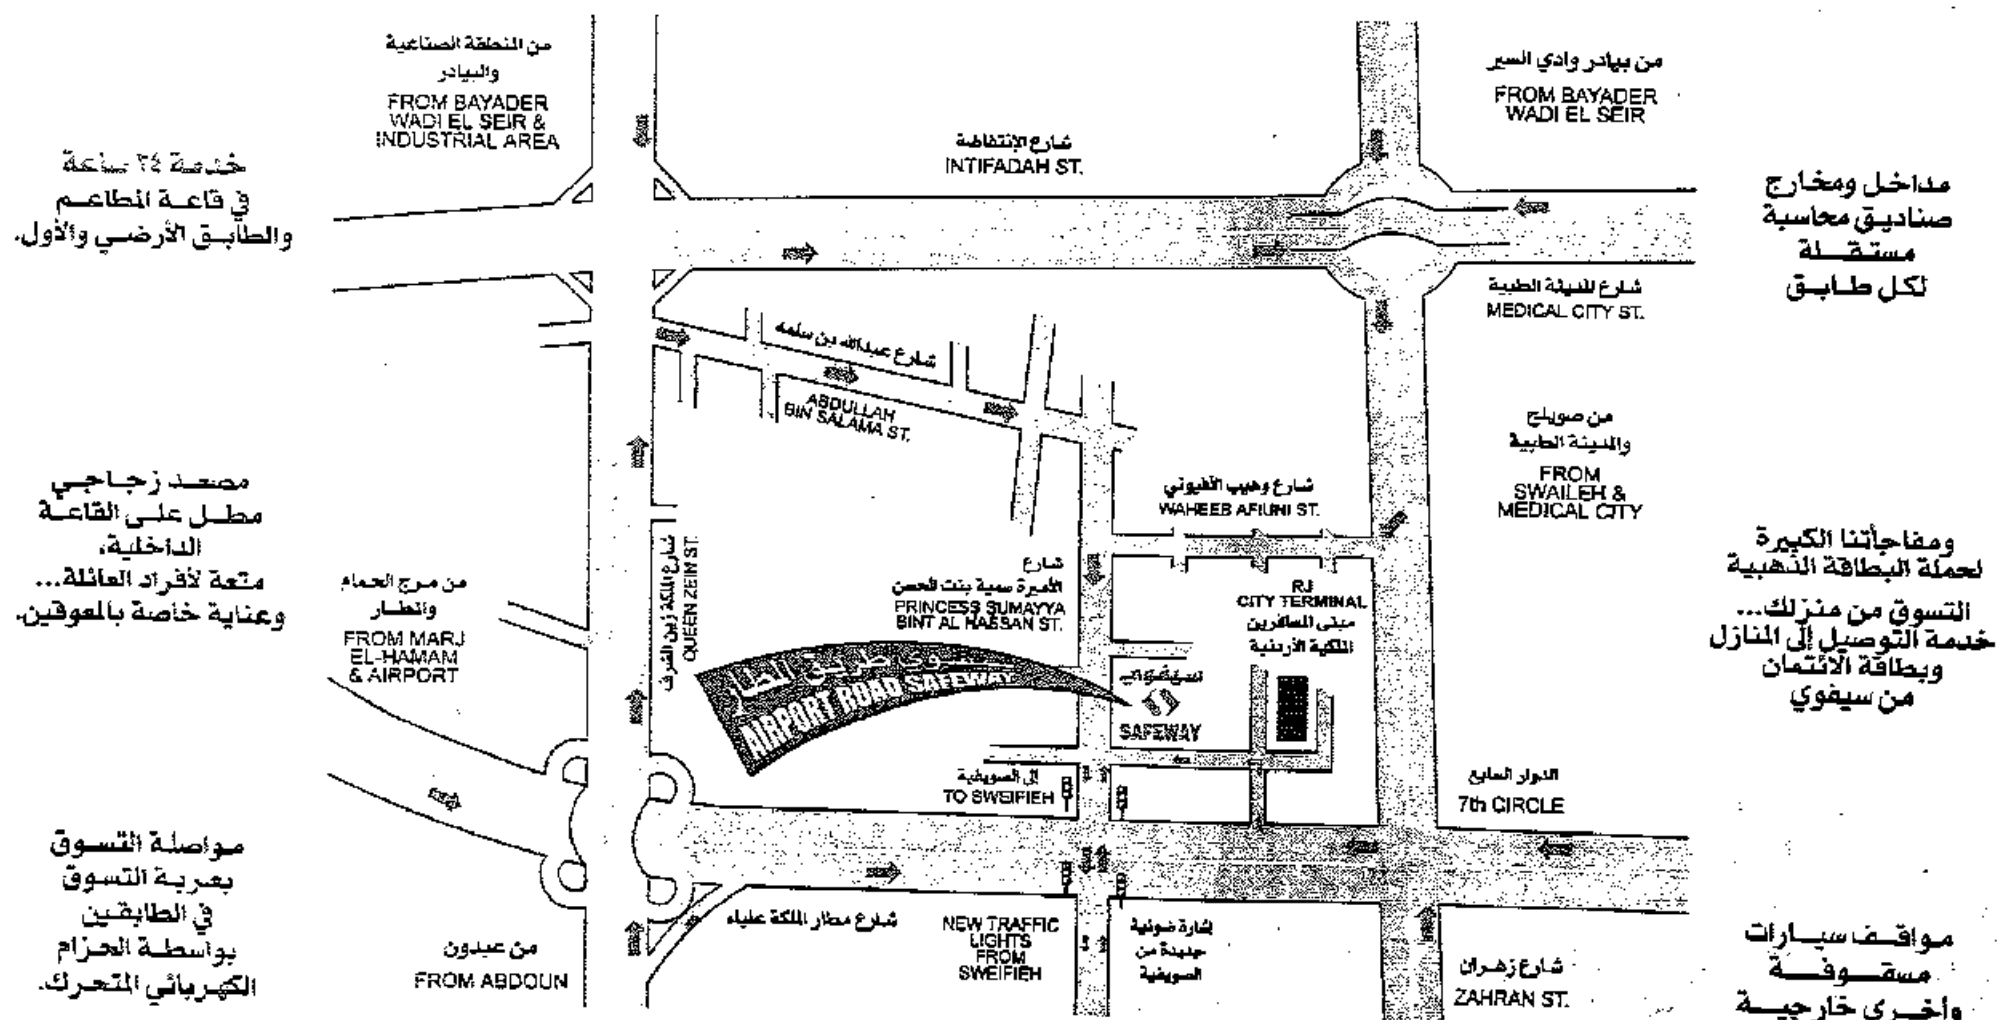 خدمة ٢٤ ساعة
في قاعة المطاعم
والطابق الأرضي والأول.
مصعد زجاجي
مطل على القاعة
الداخلية،
متعة لأفراد العائلة...
وعناية خاصة بالمعوقين.
مواصلة التسوق
بعربة التسوق
في الطابقين
بواسطة الحزام
الكهربائي المتحرك.
من المنطقة الصناعية
والبيادر
FROM BAYADER
WADI EL SEIR &
INDUSTRIAL AREA
شارع الإنتفاضة
INTIFADAH ST.
من بيادر وادي السير
FROM BAYADER
WADI EL SEIR
شارع المدينة الطبية
MEDICAL CITY ST.
شارع عبدالله بن سلمه
ABDULLAH
BIN SALAMA ST.
من صويلح
والمدينة الطبية
FROM
SWAILEH &
MEDICAL CITY
شارع وهيب الأفيوني
WAHEEB AFIUNI ST.
شارع
الأميرة سمية بنت الحسن
PRINCESS SUMAYYA
BINT AL HASSAN ST.
RJ
CITY TERMINAL
مبنى المسافرين
الملكية الأردنية
شارع الملكة زين الشرف
QUEEN ZEIN ST.
من مرج الحمام
والمطار
FROM MARJ
EL-HAMAM
& AIRPORT
سيفوي طريق المطار
AIRPORT ROAD SAFEWAY
SAFEWAY
إلى الصويفية
TO SWEIFIEH
الدوار السابع
7th CIRCLE
شارع مطار الملكة علياء
NEW TRAFFIC
LIGHTS
FROM
SWEIFIEH
إشارة ضوئية
جديدة من
الصويفية
من عبدون
FROM ABDOUN
شارع زهران
ZAHRAN ST.
مداخل ومخارج
صناديق محاسبة
مستقلة
لكل طابق
ومفاجأتنا الكبيرة
لحملة البطاقة الذهبية
التسوق من منزلك...
خدمة التوصيل إلى المنازل
وبطاقة الائتمان
من سيفوي
مواقف سيارات
مسقوفة
وأخرى خارجية